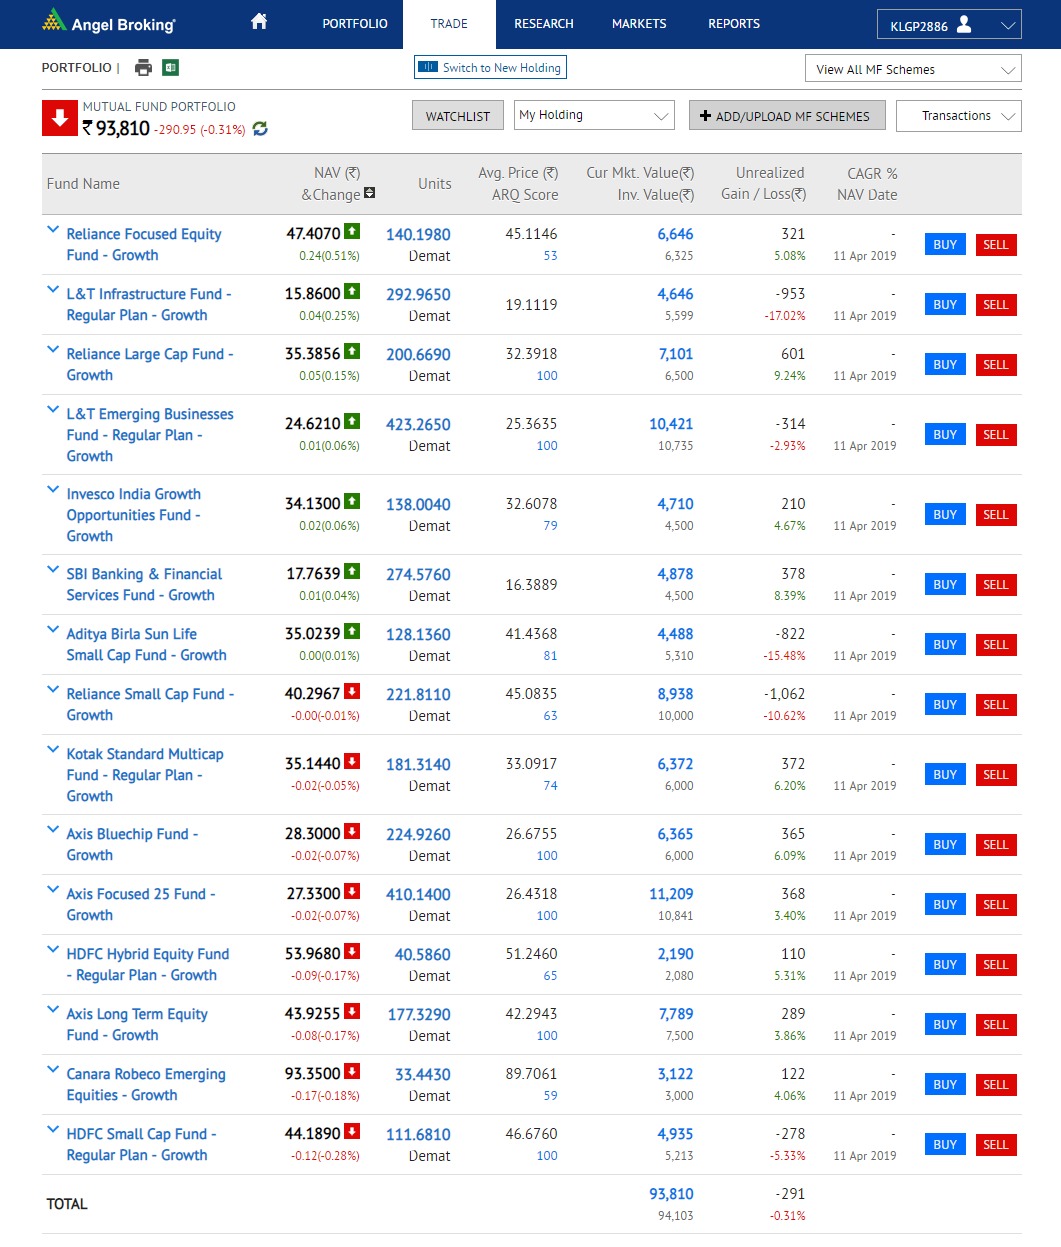 Angel Broking
PORTFOLIO TRADE RESEARCH MARKETS REPORTS KLGP2886
PORTFOLIO | Switch to New Holding View All MF Schemes
MUTUAL FUND PORTFOLIO
₹ 93,810 -290.95 (-0.31%) WATCHLIST My Holding + ADD/UPLOAD MF SCHEMES Transactions
Fund Name NAV (₹) &Change Units Avg. Price (₹) ARQ Score Cur Mkt. Value(₹) Inv. Value(₹) Unrealized Gain / Loss(₹) CAGR % NAV Date
Reliance Focused Equity 47.4070 140.1980 45.1146 6,646 321 - BUY SELL
Fund - Growth 0.24(0.51%) Demat 53 6,325 5.08% 11 Apr 2019
L&T Infrastructure Fund - 15.8600 292.9650 19.1119 4,646 -953 - BUY SELL
Regular Plan - Growth 0.04(0.25%) Demat 5,599 -17.02% 11 Apr 2019
Reliance Large Cap Fund - 35.3856 200.6690 32.3918 7,101 601 - BUY SELL
Growth 0.05(0.15%) Demat 100 6,500 9.24% 11 Apr 2019
L&T Emerging Businesses
Fund - Regular Plan - 24.6210 423.2650 25.3635 10,421 -314 - BUY SELL
Growth 0.01(0.06%) Demat 100 10,735 -2.93% 11 Apr 2019
Invesco India Growth
Opportunities Fund - 34.1300 138.0040 32.6078 4,710 210 - BUY SELL
Growth 0.02(0.06%) Demat 79 4,500 4.67% 11 Apr 2019
SBI Banking & Financial 17.7639 274.5760 16.3889 4,878 378 - BUY SELL
Services Fund - Growth 0.01(0.04%) Demat 4,500 8.39% 11 Apr 2019
Aditya Birla Sun Life 35.0239 128.1360 41.4368 4,488 -822 - BUY SELL
Small Cap Fund - Growth 0.00(0.01%) Demat 81 5,310 -15.48% 11 Apr 2019
Reliance Small Cap Fund - 40.2967 221.8110 45.0835 8,938 -1,062 - BUY SELL
Growth -0.00(-0.01%) Demat 63 10,000 -10.62% 11 Apr 2019
Kotak Standard Multicap
Fund - Regular Plan - 35.1440 181.3140 33.0917 6,372 372 - BUY SELL
Growth -0.02(-0.05%) Demat 74 6,000 6.20% 11 Apr 2019
Axis Bluechip Fund - 28.3000 224.9260 26.6755 6,365 365 - BUY SELL
Growth -0.02(-0.07%) Demat 100 6,000 6.09% 11 Apr 2019
Axis Focused 25 Fund - 27.3300 410.1400 26.4318 11,209 368 - BUY SELL
Growth -0.02(-0.07%) Demat 100 10,841 3.40% 11 Apr 2019
HDFC Hybrid Equity Fund 53.9680 40.5860 51.2460 2,190 110 - BUY SELL
- Regular Plan - Growth -0.09(-0.17%) Demat 65 2,080 5.31% 11 Apr 2019
Axis Long Term Equity 43.9255 177.3290 42.2943 7,789 289 - BUY SELL
Fund - Growth -0.08(-0.17%) Demat 100 7,500 3.86% 11 Apr 2019
Canara Robeco Emerging 93.3500 33.4430 89.7061 3,122 122 - BUY SELL
Equities - Growth -0.17(-0.18%) Demat 59 3,000 4.06% 11 Apr 2019
HDFC Small Cap Fund - 44.1890 111.6810 46.6760 4,935 -278 - BUY SELL
Regular Plan - Growth -0.12(-0.28%) Demat 100 5,213 -5.33% 11 Apr 2019
TOTAL 93,810 -291
94,103 -0.31%